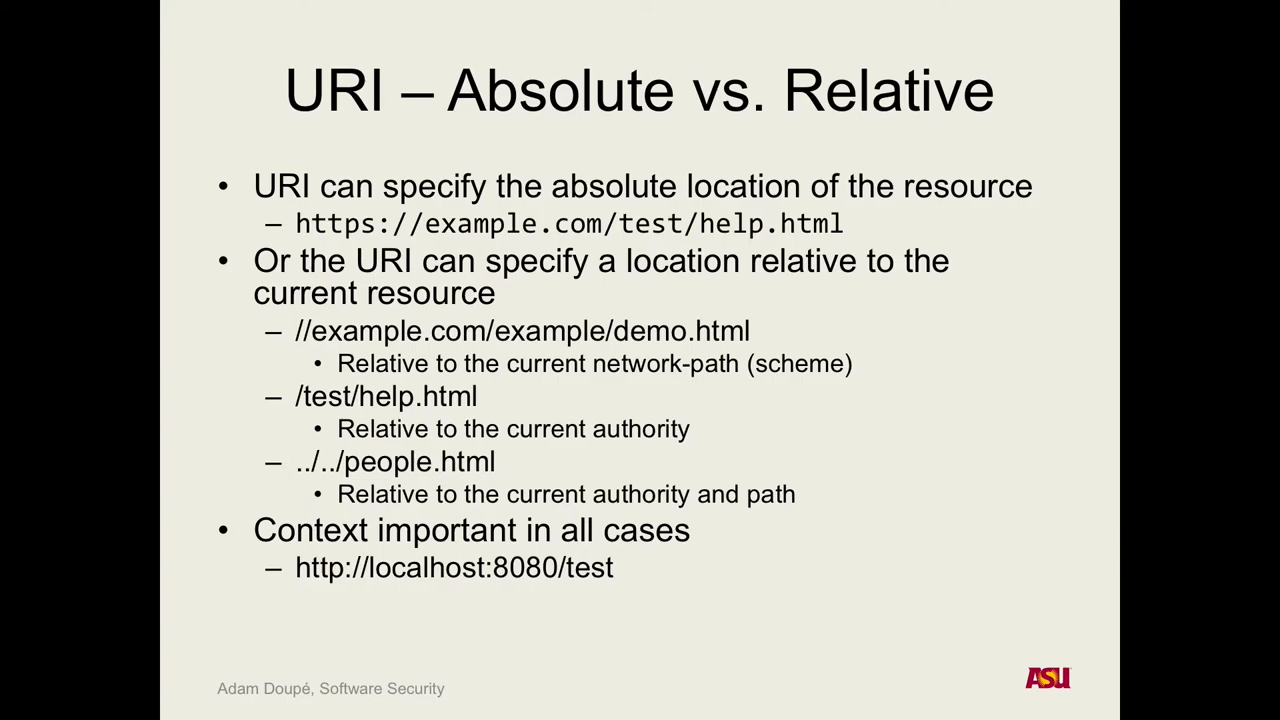 URI – Absolute vs. Relative
• URI can specify the absolute location of the resource
– https://example.com/test/help.html
• Or the URI can specify a location relative to the
current resource
– //example.com/example/demo.html
• Relative to the current network-path (scheme)
– /test/help.html
• Relative to the current authority
– ../../people.html
• Relative to the current authority and path
• Context important in all cases
– http://localhost:8080/test
Adam Doupé, Software Security
ASU